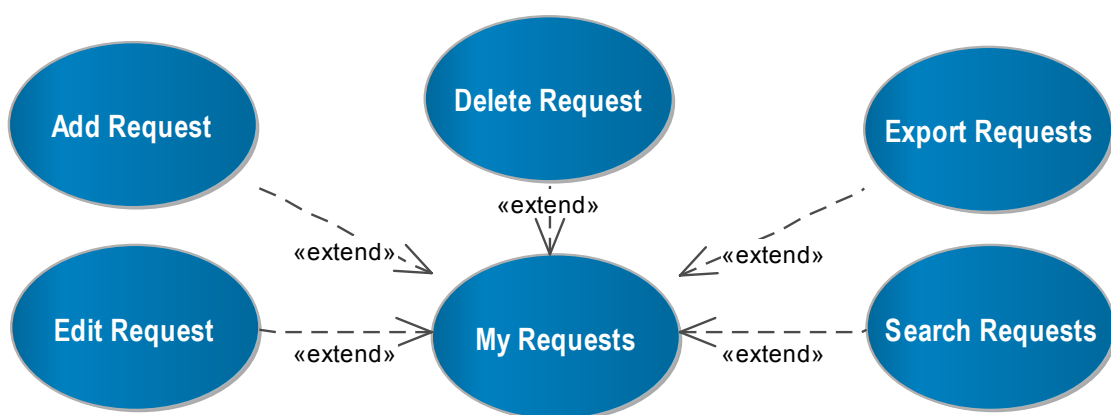 Delete Request
Add Request
Export Requests
«extend»
«extend»
«extend»
Edit Request
My Requests
Search Requests
«extend»
«extend»